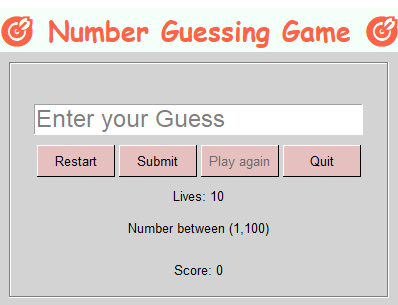 Number Guessing Game
Enter your Guess
Restart Submit Play again Quit
Lives: 10
Number between (1,100)
Score: 0